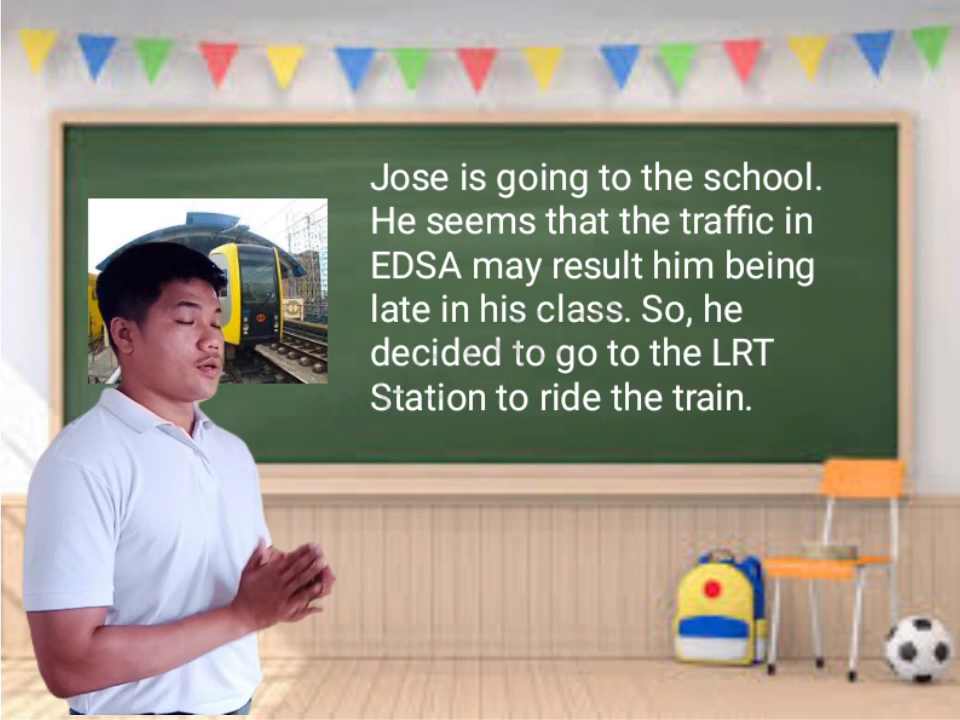 Jose is going to the school.
He seems that the traffic in
EDSA may result him being
late in his class. So, he
decided to go to the LRT
Station to ride the train.